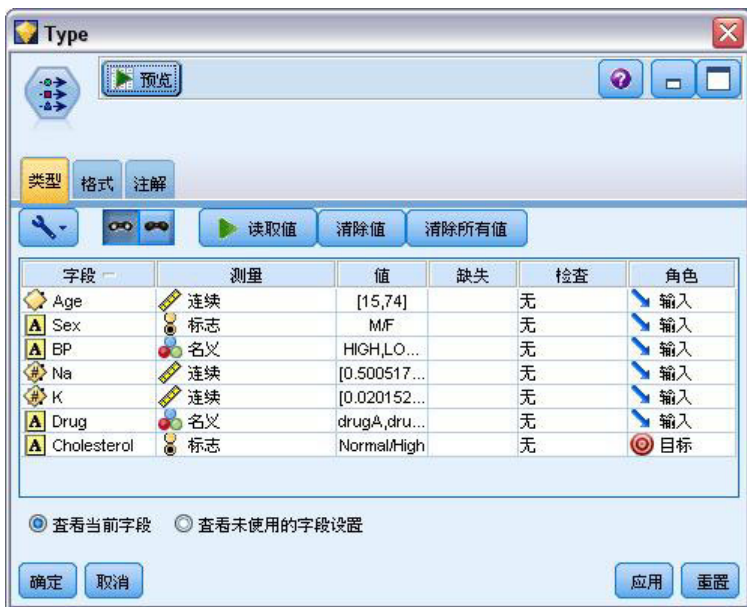 Type
预览
类型 格式 注解
读取值 清除值 清除所有值
字段 测量 值 缺失 检查 角色
Age 连续 [15,74] 无 输入
A Sex 标志 M/F 无 输入
A BP 名义 HIGH,LO... 无 输入
# Na 连续 [0.500517... 无 输入
# K 连续 [0.020152... 无 输入
A Drug 名义 drugA,dru... 无 输入
A Cholesterol 标志 Normal/High 无 目标
查看当前字段 查看未使用的字段设置
确定 取消 应用 重置